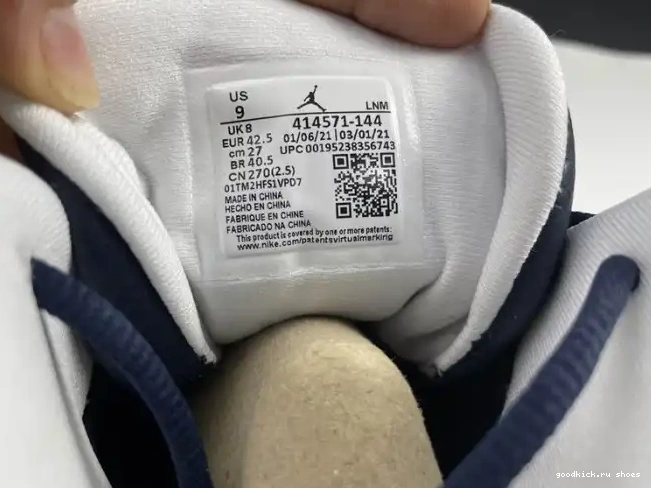 US
9
LNM
UK 8
414571-144
EUR 42.5
01/06/21 | 03/01/21
cm 27
UPC 00195238356743
BR 40.5
CN 270(2.5)
01TM2HFS1VPD7
MADE IN CHINA
HECHO EN CHINA
FABRIQUE EN CHINE
FABRICADO NA CHINA
This product is covered by one or more patents:
www.nike.com/patentsvirtualmarking
goodkick.ru shoes